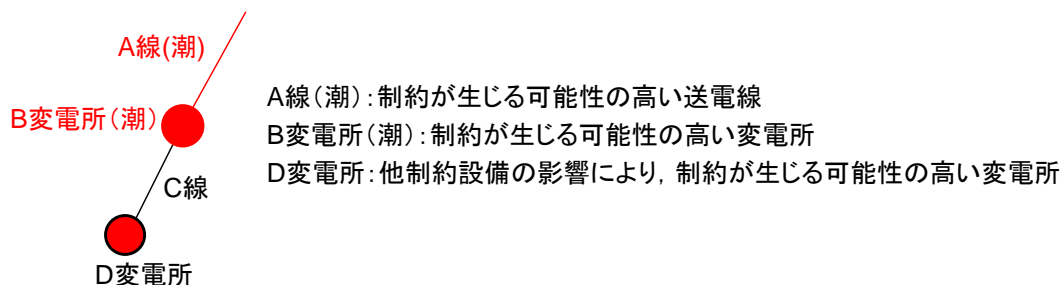 A線(潮)
B変電所（潮）
C線
D変電所
A線（潮）：制約が生じる可能性の高い送電線
B変電所（潮）：制約が生じる可能性の高い変電所
D変電所：他制約設備の影響により，制約が生じる可能性の高い変電所